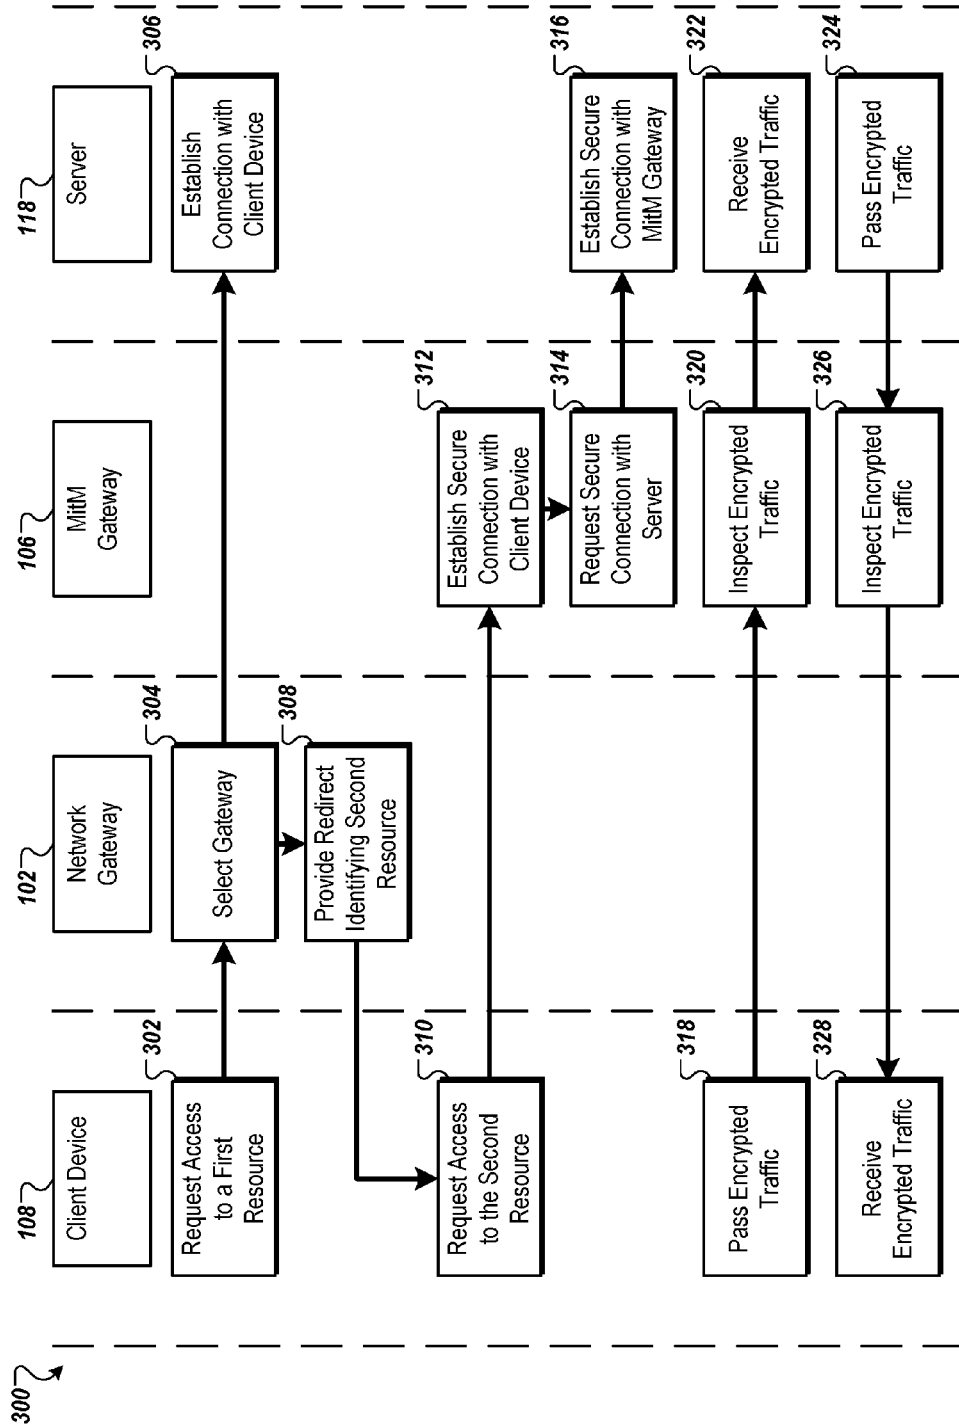 300
108
Client Device
102
Network
Gateway
106
MitM
Gateway
118
Server
302
Request Access
to a First
Resource
304
Select Gateway
306
Establish
Connection with
Client Device
308
Provide Redirect
Identifying Second
Resource
310
Request Access
to the Second
Resource
312
Establish Secure
Connection with
Client Device
314
Request Secure
Connection with
Server
316
Establish Secure
Connection with
MitM Gateway
318
Pass Encrypted
Traffic
320
Inspect Encrypted
Traffic
322
Receive
Encrypted Traffic
324
Pass Encrypted
Traffic
326
Inspect Encrypted
Traffic
328
Receive
Encrypted Traffic